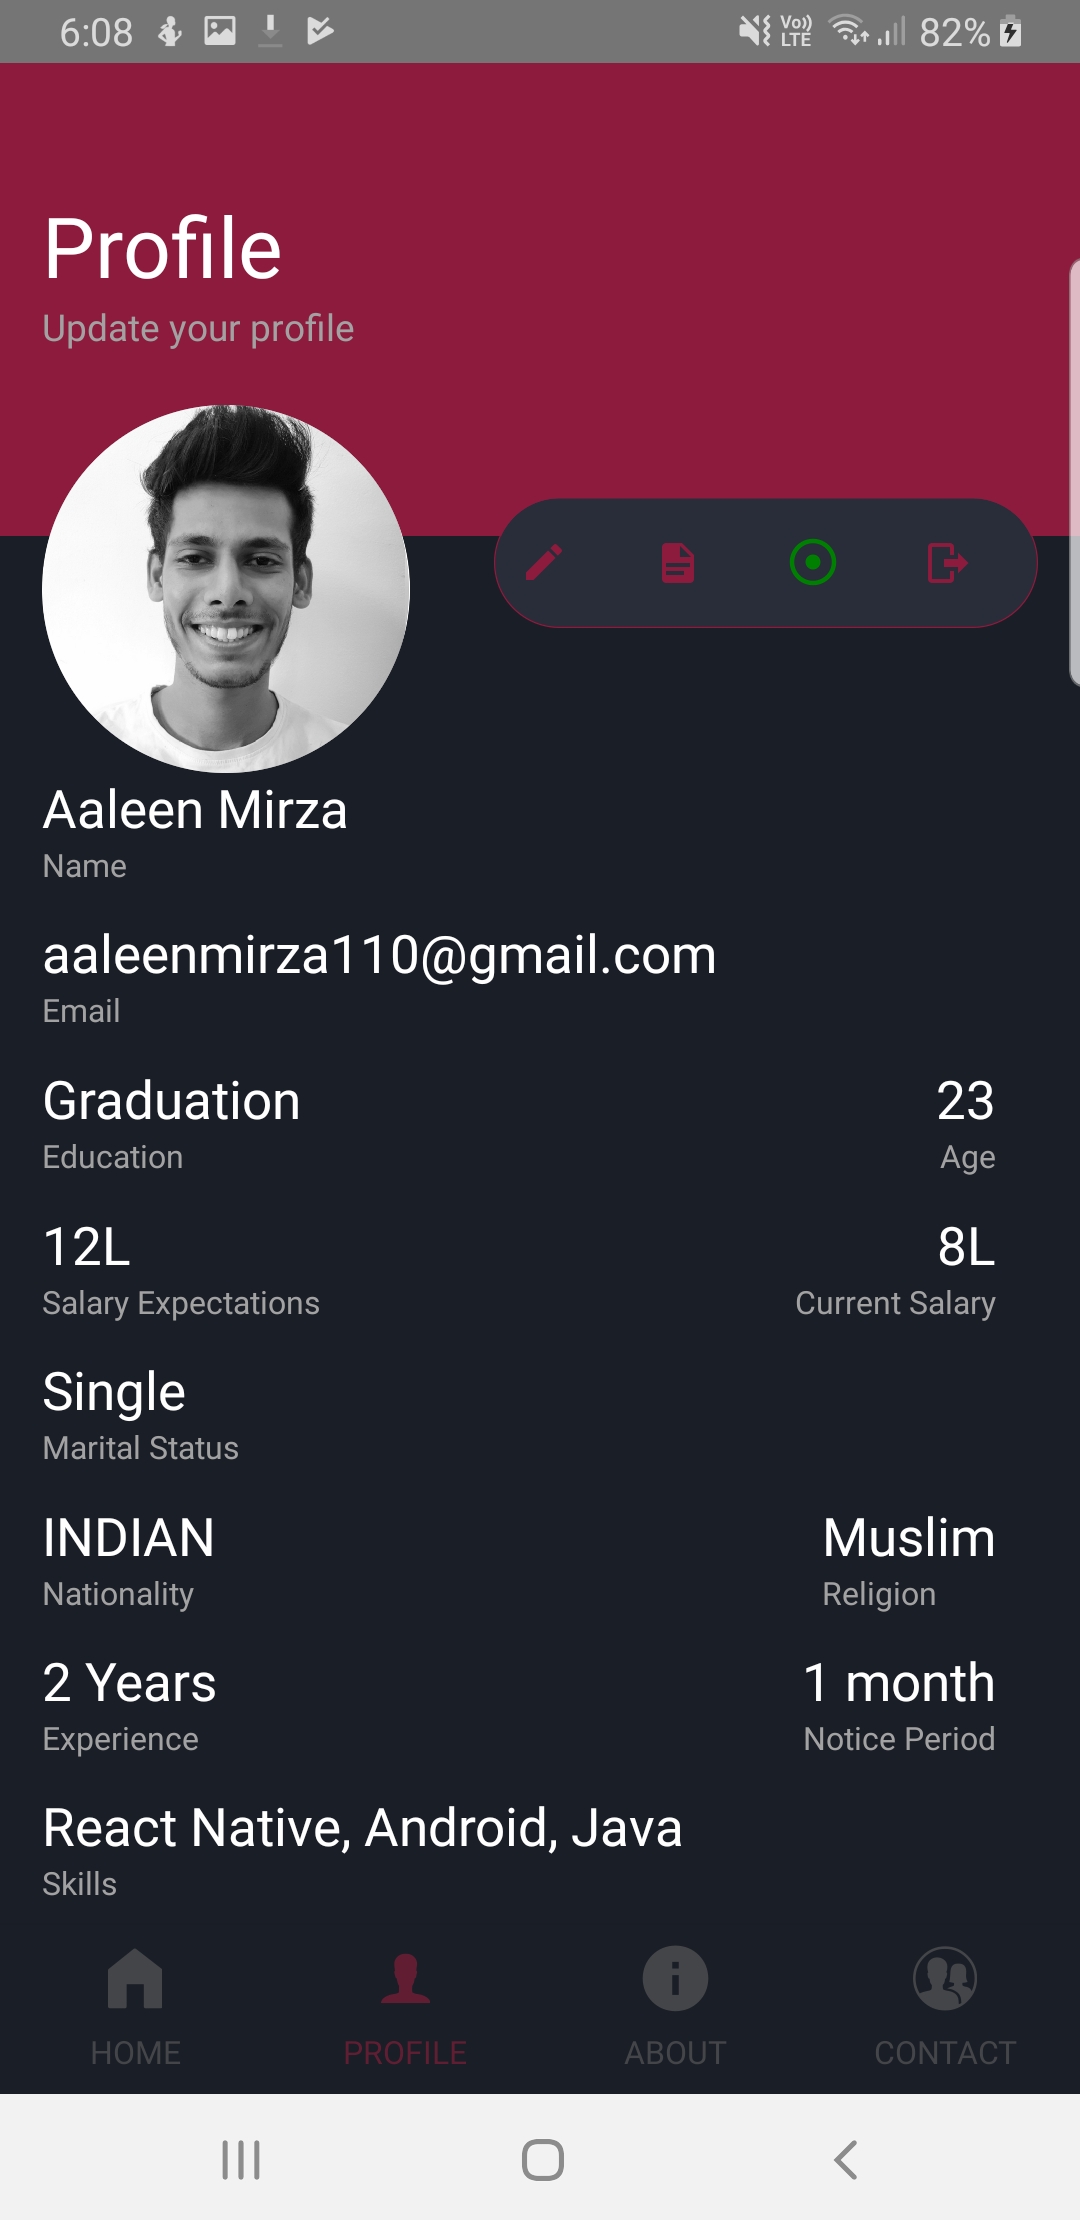 6:08
Vo)) LTE
82%
Profile
Update your profile
Aaleen Mirza
Name
aaleenmirza110@gmail.com
Email
Graduation
23
Education
Age
12L
8L
Salary Expectations
Current Salary
Single
Marital Status
INDIAN
Muslim
Nationality
Religion
2 Years
1 month
Experience
Notice Period
React Native, Android, Java
Skills
HOME
PROFILE
ABOUT
CONTACT